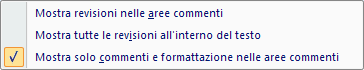 Mostra revisioni nelle aree commenti
Mostra tutte le revisioni all'interno del testo
Mostra solo commenti e formattazione nelle aree commenti